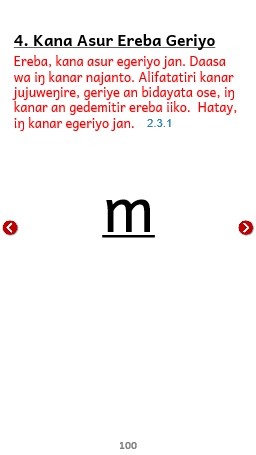 4. Kana Asur Ereba Geriyo
Ereba, kana asur egeriyo jan. Daasa
wa iŋ kanar najanto. Alifatatiri kanar
jujuweŋire, geriye an bidayata ose, iŋ
kanar an gedemitir ereba iiko. Hatay,
iŋ kanar egeriyo jan. 2.3.1
m
100